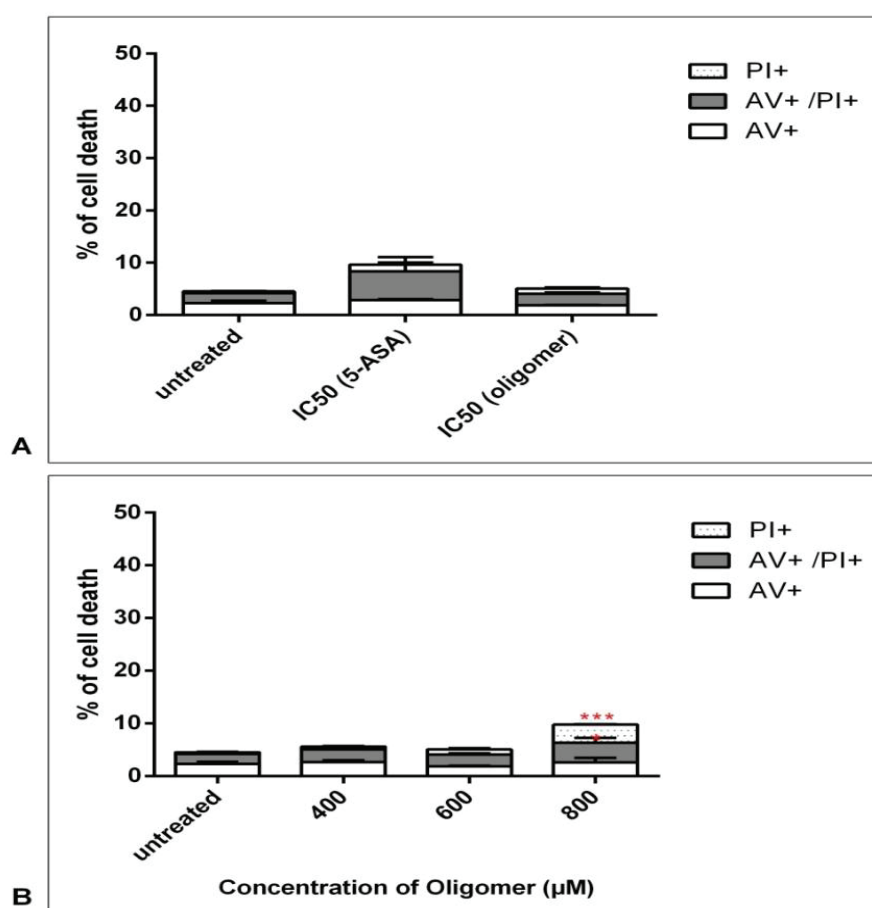 50
40
30
20
10
0
% of cell death
PI+
AV+ /PI+
AV+
untreated
IC50 (5-ASA)
IC50 (oligomer)
A
50
40
30
20
10
0
% of cell death
PI+
AV+ /PI+
AV+
***
*
untreated
400
600
800
Concentration of Oligomer (µM)
B